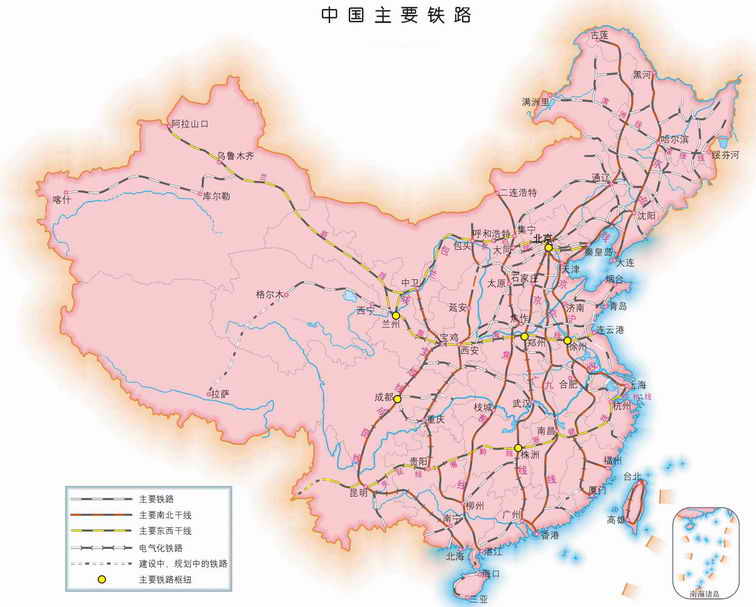 中国主要铁路
古莲
黑河
满洲里
阿拉山口
哈尔滨
绥芬河
乌鲁木齐
通辽
喀什
库尔勒
二连浩特
沈阳
呼和浩特
集宁
北京
包头
大同
秦皇岛
大连
天津
中卫
石家庄
太原
烟台
格尔木
西宁
延安
济南
青岛
兰州
焦作
连云港
宝鸡
西安
郑州
徐州
拉萨
成都
合肥
上海
枝城
武汉
杭州
重庆
南昌
贵阳
株洲
福州
昆明
台北
厦门
柳州
南宁
广州
高雄
香港
北海
湛江
海口
三亚
南海诸岛
主要铁路
主要南北干线
主要东西干线
电气化铁路
建设中、规划中的铁路
主要铁路枢纽